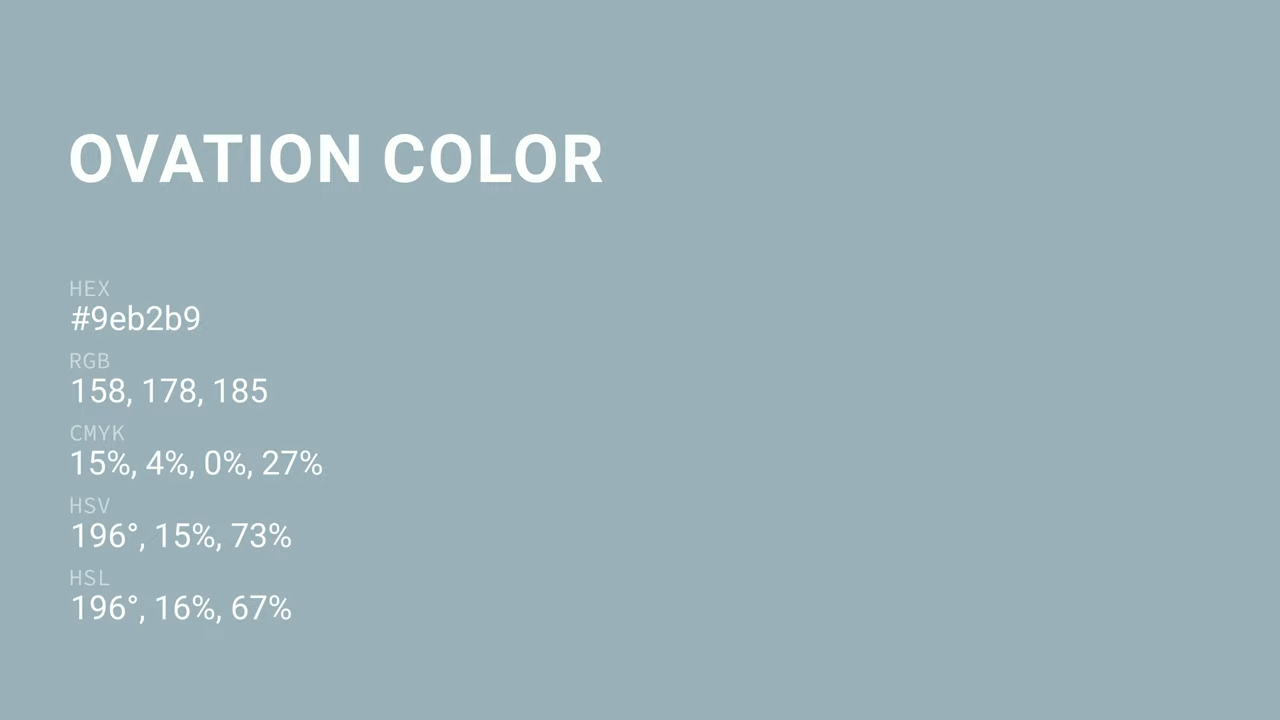 OVATION COLOR
HEX
#9eb2b9
RGB
158, 178, 185
CMYK
15%, 4%, 0%, 27%
HSV
196°, 15%, 73%
HSL
196°, 16%, 67%